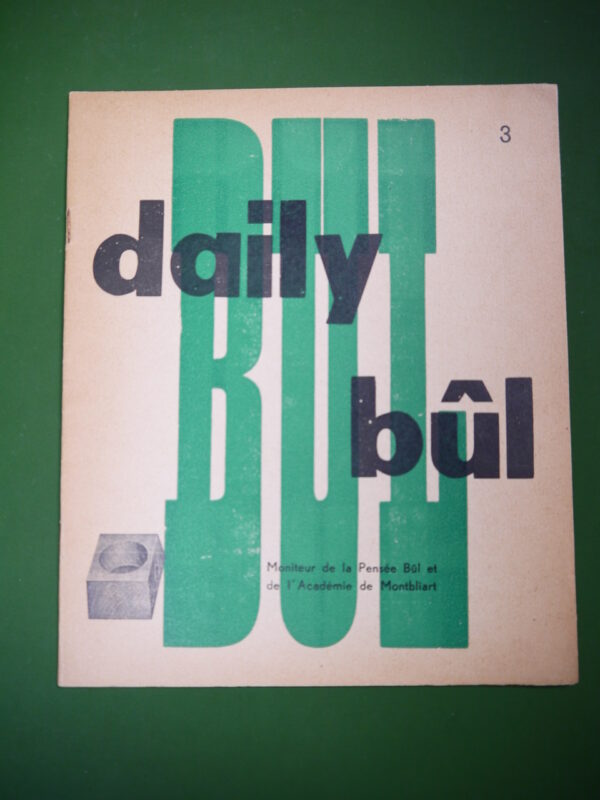 3
BUL
daily
bûl
Moniteur de la Pensée Bûl et
de l'Académie de Montbliart